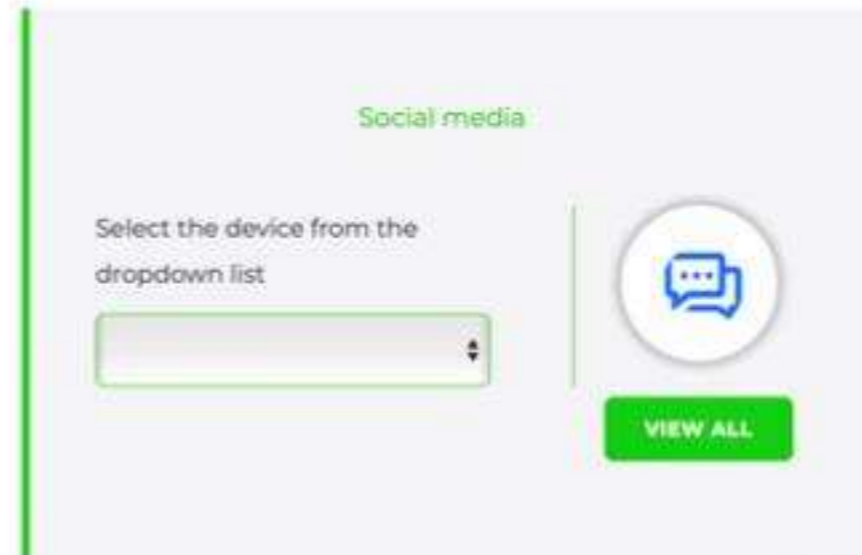 Social media
Select the device from the
dropdown list
VIEW ALL